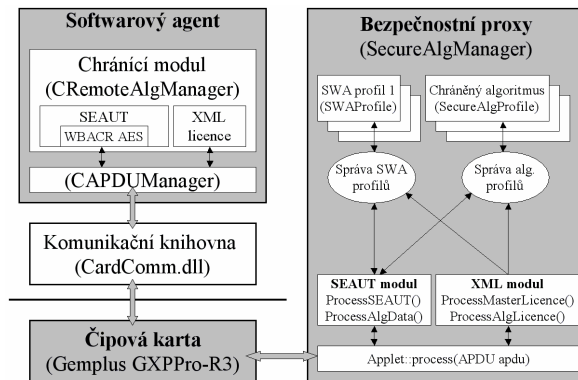 Softwarový agent
Chránící modul
(CRemoteAlgManager)
SEAUT
WBACR AES
XML
licence
(CAPDUManager)
Komunikační knihovna
(CardComm.dll)
Čipová karta
(Gemplus GXPPro-R3)
Bezpečnostní proxy
(SecureAlgManager)
SWA profil 1
(SWAProfile)
Chráněný algoritmus
(SecureAlgProfile)
Správa SWA
profilů
Správa alg.
profilů
SEAUT modul
ProcessSEAUT()
ProcessAlgData()
XML modul
ProcessMasterLicence()
ProcessAlgLicence()
Applet::process(APDU apdu)